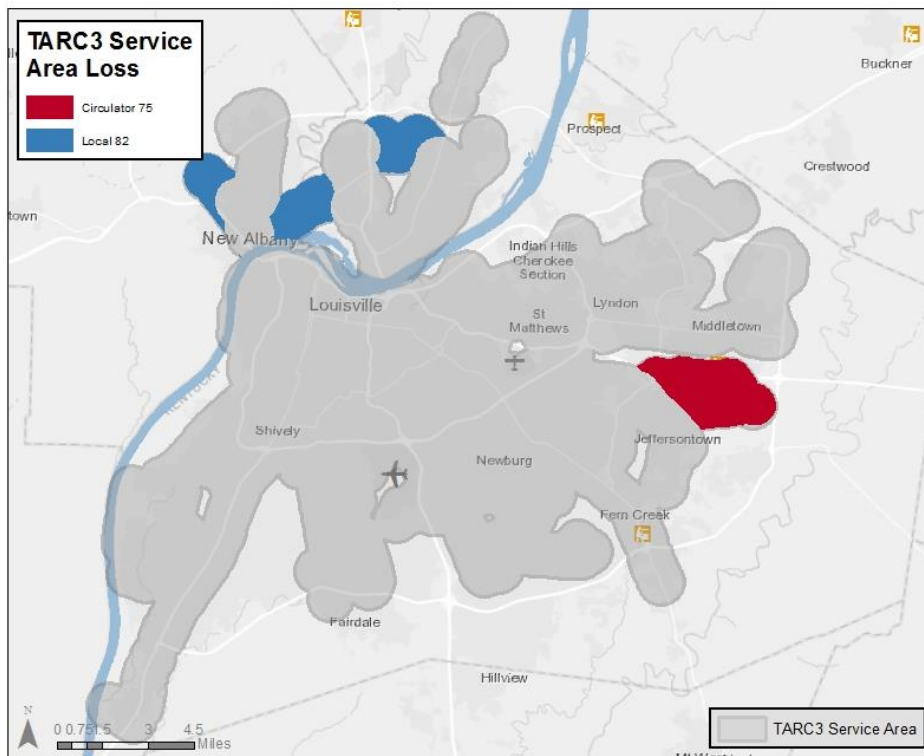 TARC3 Service
Area Loss
Circulator 75
Local 82
Buckner
Prospect
Crestwood
town
New Albany
Indian Hills
Cherokee
Section
Louisville
Lyndon
St
Matthews
Middletown
KENTUCKY
Shively
Jeffersontown
Newburg
Fern Creek
Fairdale
Hillview
N
0 0.75 1.5 3 4.5
Miles
TARC3 Service Area